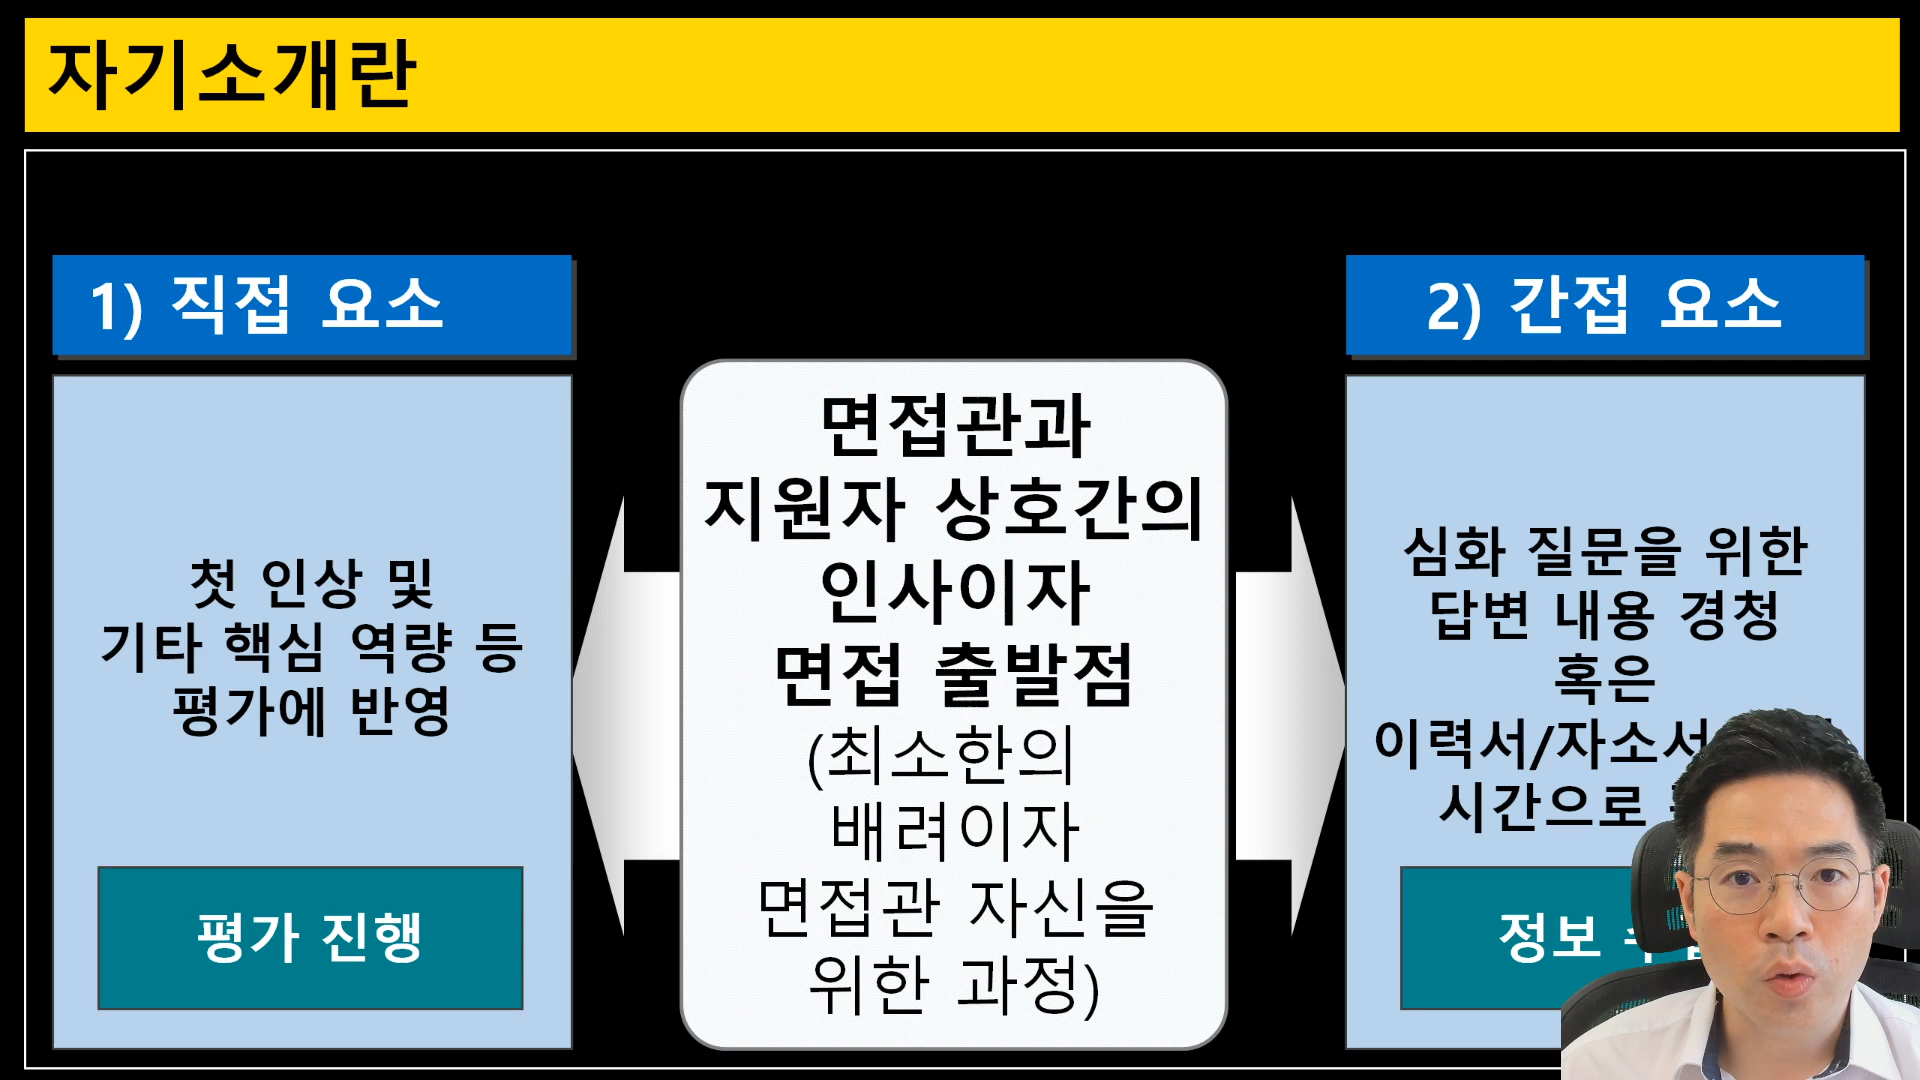 자기소개란
1) 직접 요소
첫 인상 및
기타 핵심 역량 등
평가에 반영
평가 진행
면접관과
지원자 상호간의
인사이자
면접 출발점
(최소한의
배려이자
면접관 자신을
위한 과정)
2) 간접 요소
심화 질문을 위한
답변 내용 경청
혹은
이력서/자소서
시간으로
정보